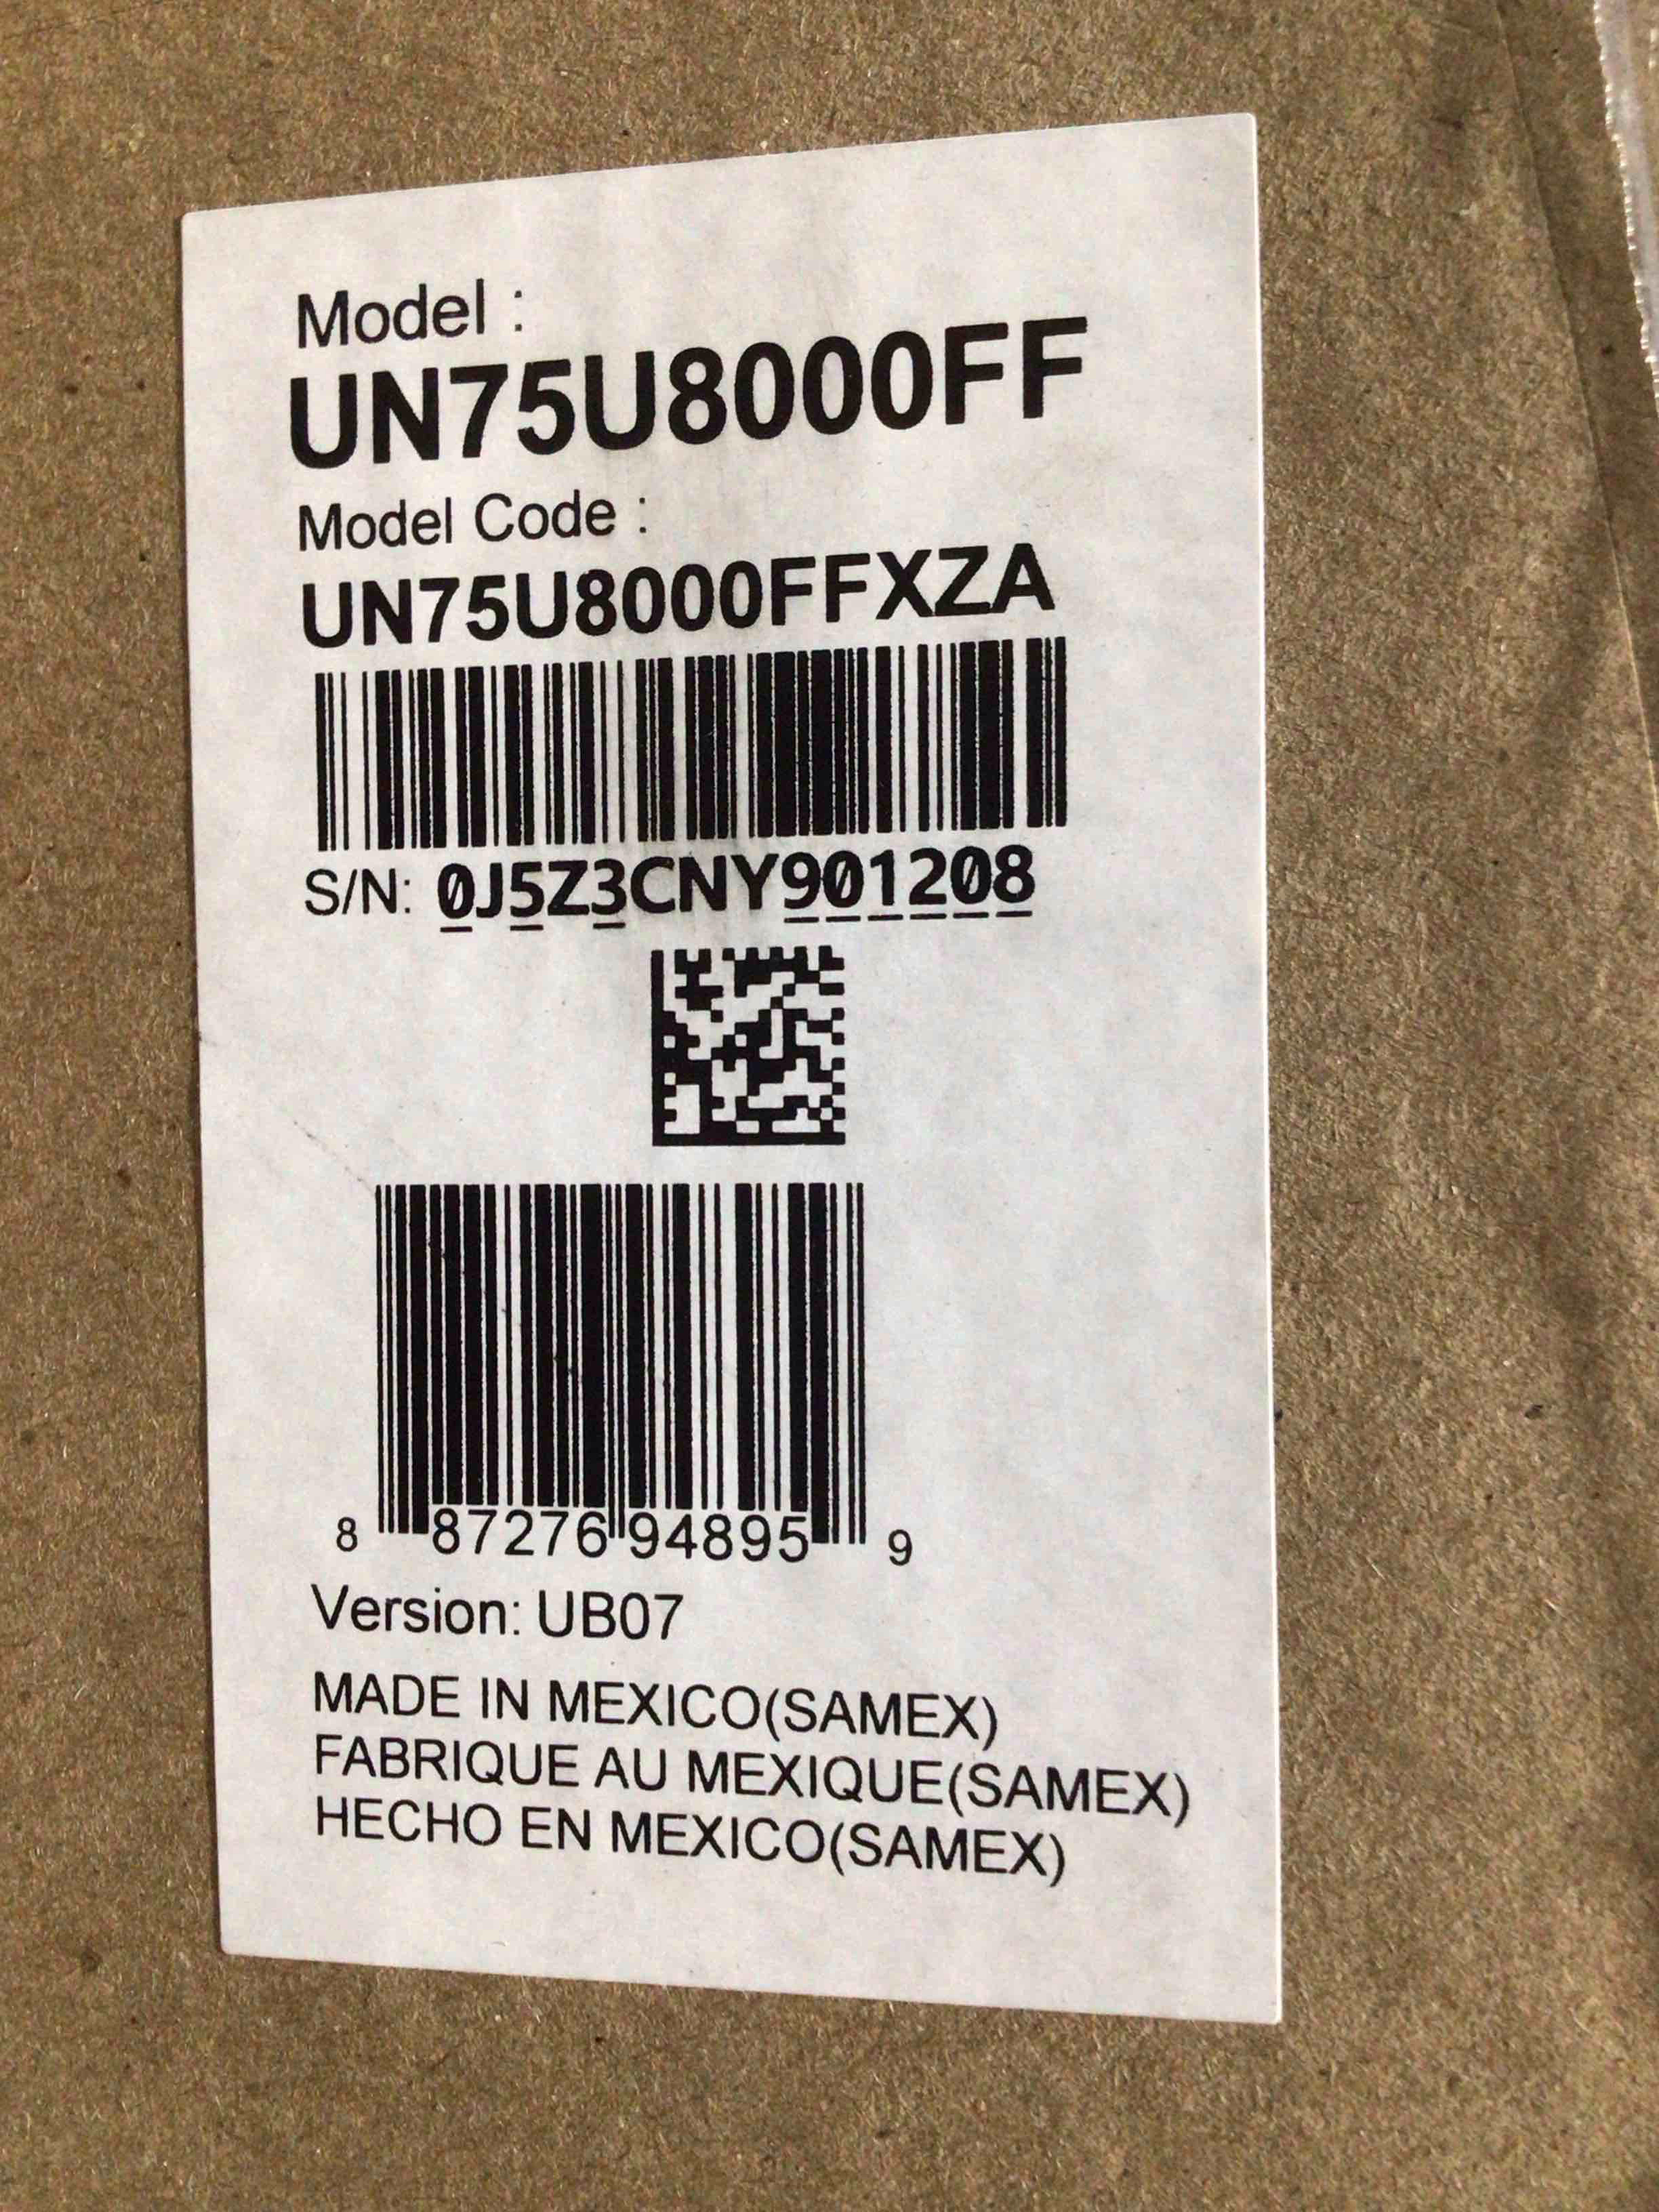 Model :
UN75U8000FF
Model Code :
UN75U8000FFXZA
S/N: 0J5Z3CNY901208
8 87276 94895 9
Version: UB07
MADE IN MEXICO(SAMEX)
FABRIQUE AU MEXIQUE(SAMEX)
HECHO EN MEXICO(SAMEX)